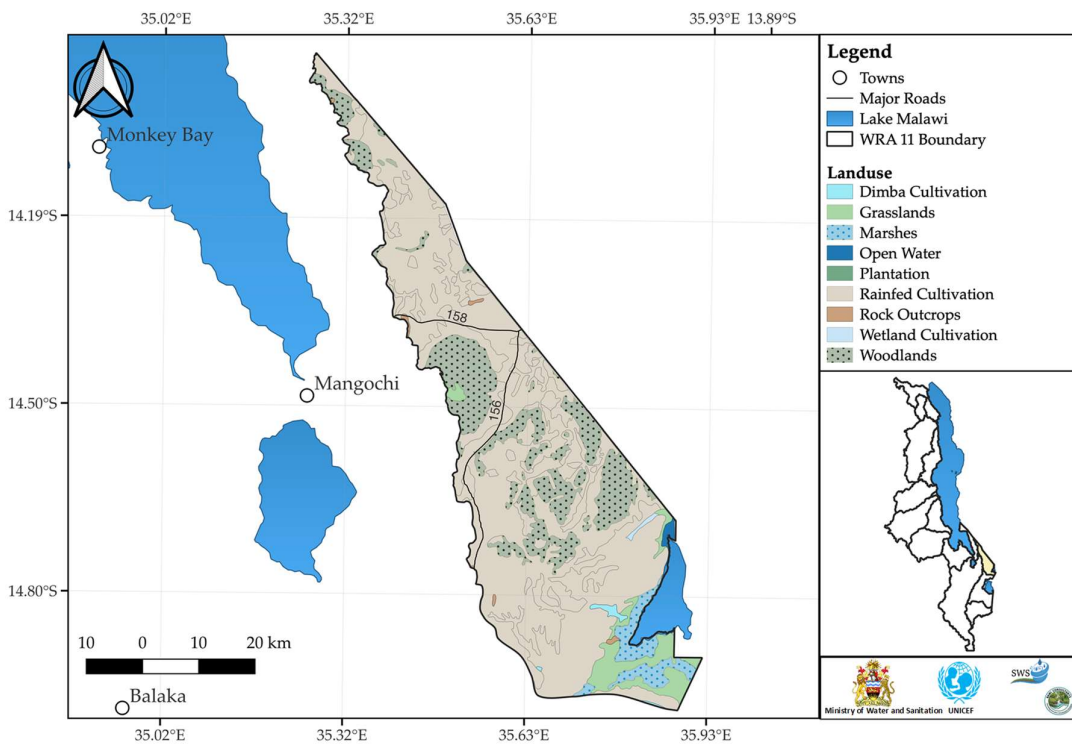 35.02°E
35.32°E
35.63°E
35.93°E 13.89°S
Monkey Bay
14.19°S
158
Mangochi
14.50°S
156
14.80°S
10 0 10 20 km
Balaka
35.02°E
35.32°E
35.63°E
35.93°E
Legend
Towns
Major Roads
Lake Malawi
WRA 11 Boundary
Landuse
Dimba Cultivation
Grasslands
Marshes
Open Water
Plantation
Rainfed Cultivation
Rock Outcrops
Wetland Cultivation
Woodlands
SWS
Ministry of Water and Sanitation
UNICEF